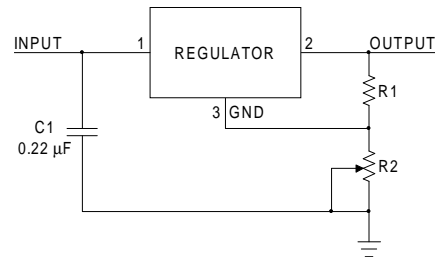 INPUT 1 REGULATOR 2 OUTPUT
R1
3 GND
C1
0.22 µF
R2